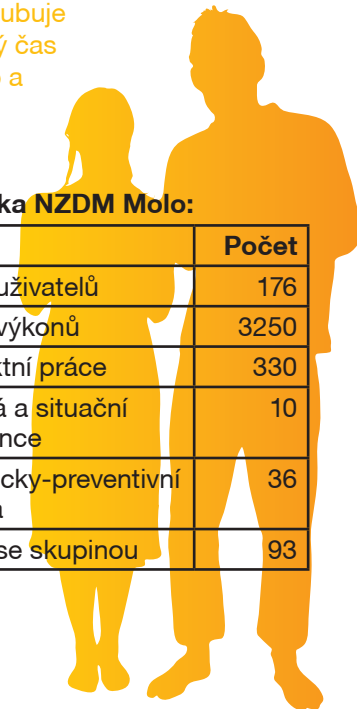 ubuje
ý čas
a
ka NZDM Molo:
Počet
uživatelů 176
výkonů 3250
ktní práce 330
á a situační 10
nce
cky-preventivní 36
a
se skupinou 93